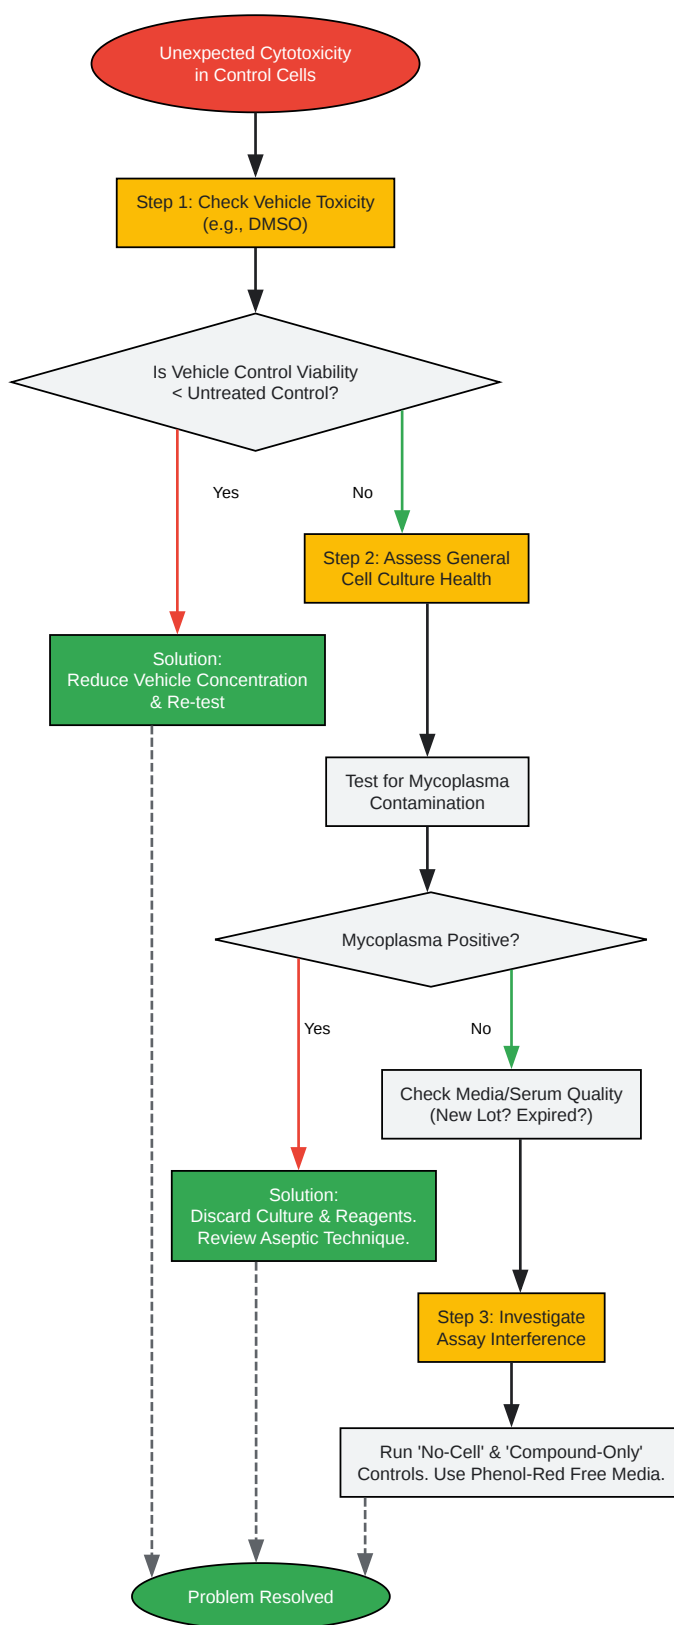 Unexpected Cytotoxicity
in Control Cells
Step 1: Check Vehicle Toxicity
(e.g., DMSO)
Is Vehicle Control Viability
< Untreated Control?
Yes
No
Step 2: Assess General
Cell Culture Health
Solution:
Reduce Vehicle Concentration
& Re-test
Test for Mycoplasma
Contamination
Mycoplasma Positive?
Yes
No
Check Media/Serum Quality
(New Lot? Expired?)
Solution:
Discard Culture & Reagents.
Review Aseptic Technique.
Step 3: Investigate
Assay Interference
Run 'No-Cell' & 'Compound-Only'
Controls. Use Phenol-Red Free Media.
Problem Resolved